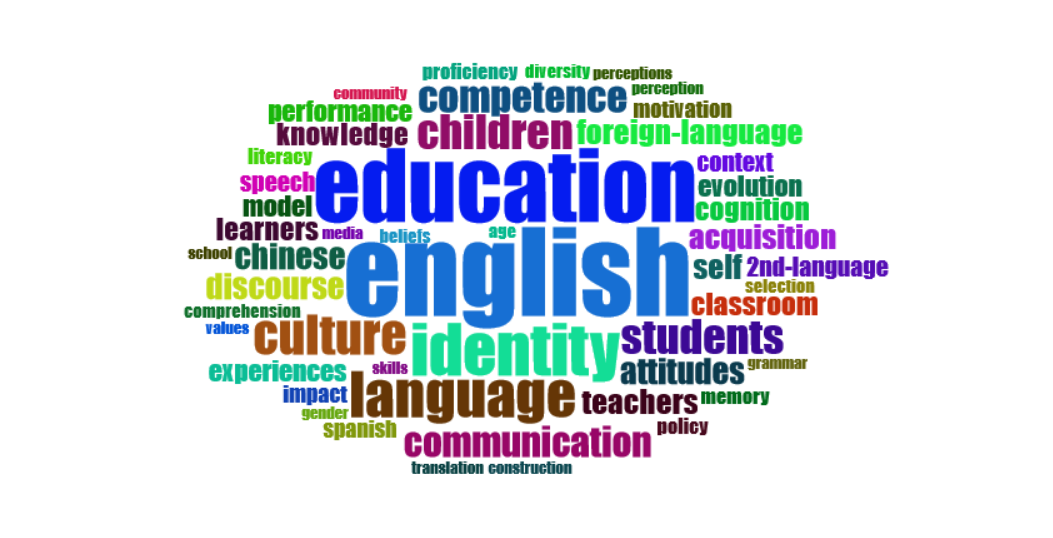 proficiency diversity perceptions
community competence perception
performance motivation
knowledge children foreign-language
literacy education context
speech evolution
model cognition
learners media beliefs age acquisition
school chinese english self 2nd-language
discourse selection
comprehension classroom
values culture identity students
experiences skills attitudes grammar
impact language teachers memory
gender
spanish communication policy
translation construction